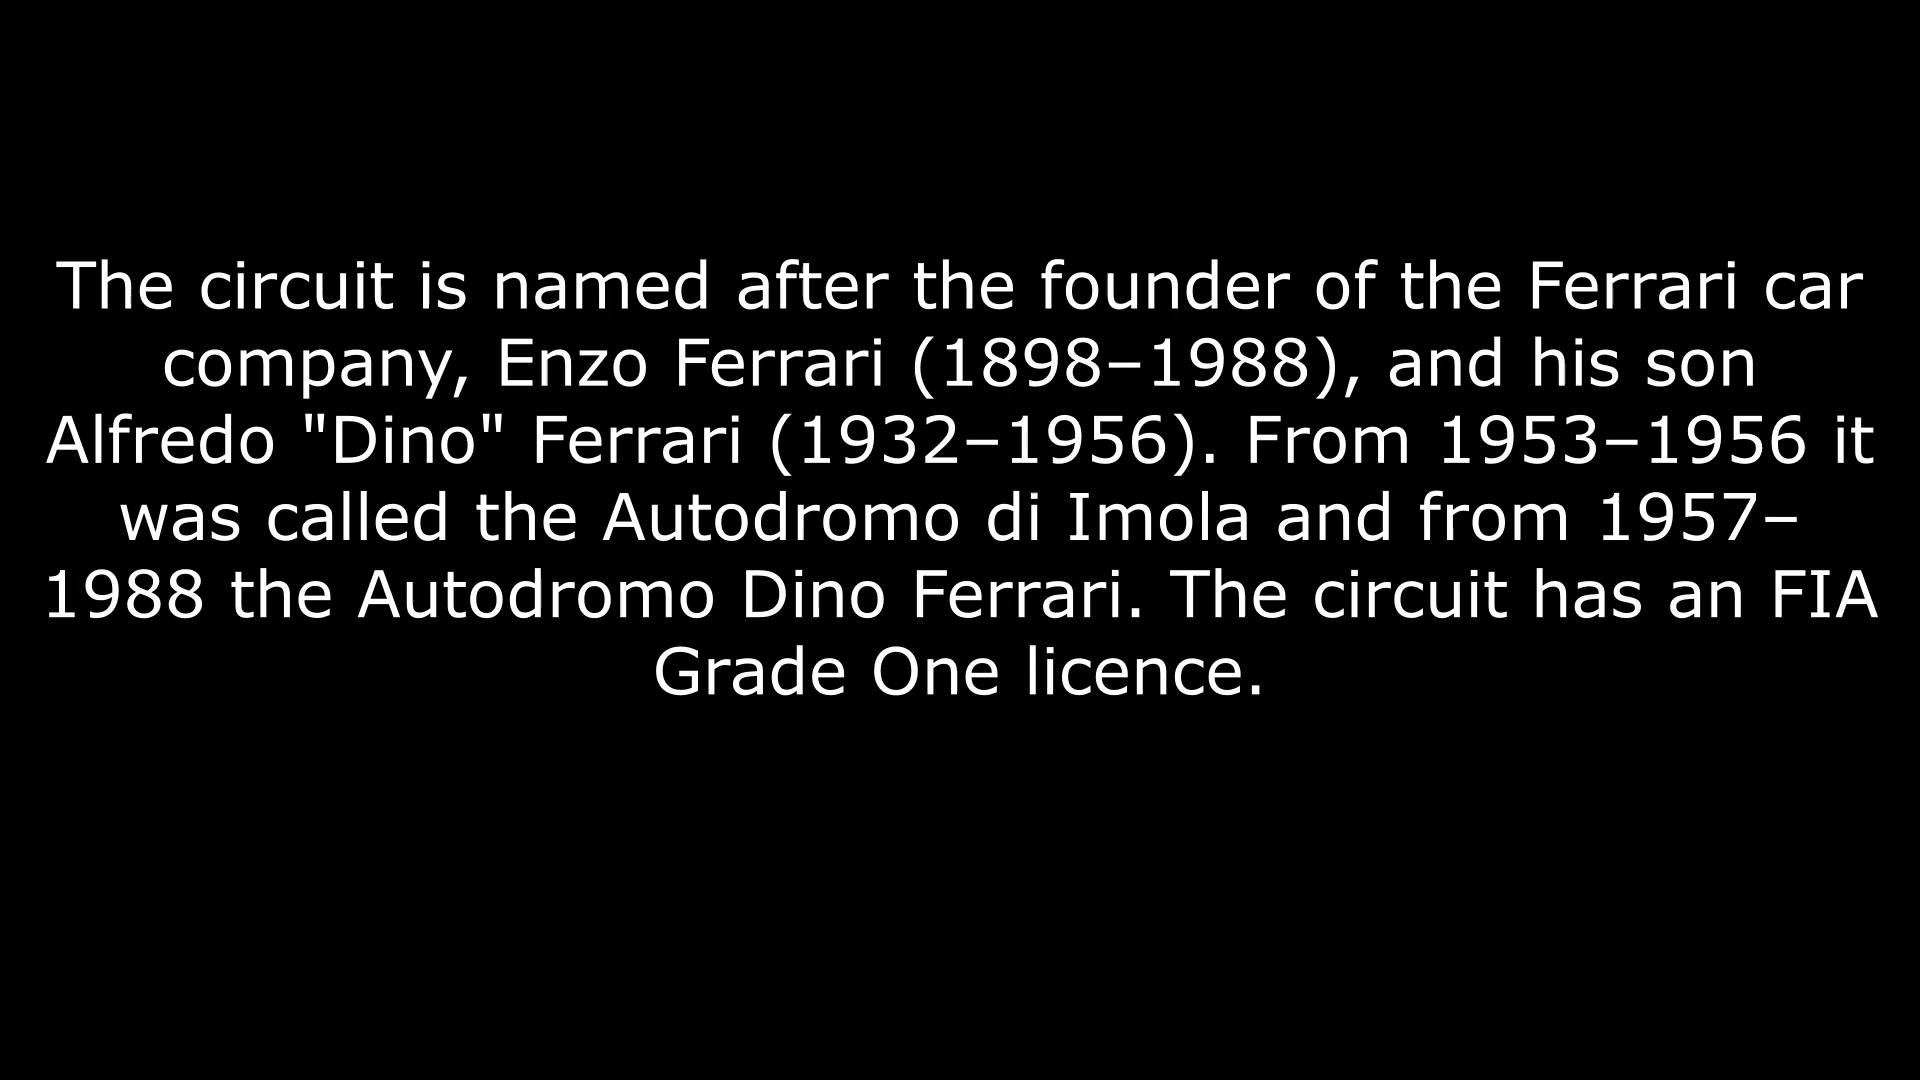 The circuit is named after the founder of the Ferrari car
company, Enzo Ferrari (1898–1988), and his son
Alfredo "Dino" Ferrari (1932–1956). From 1953–1956 it
was called the Autodromo di Imola and from 1957–
1988 the Autodromo Dino Ferrari. The circuit has an FIA
Grade One licence.